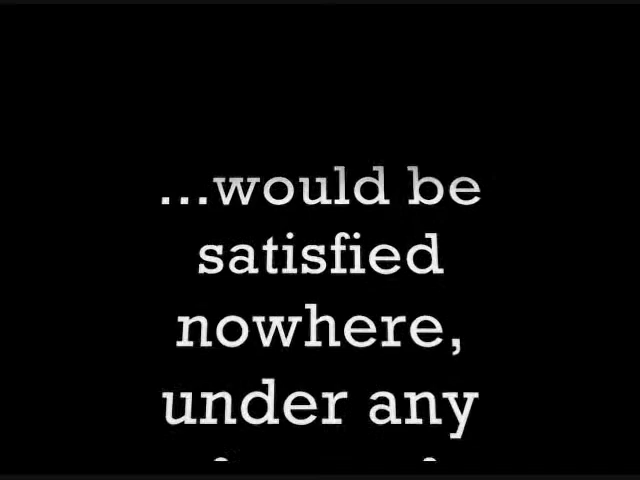 ...would be
satisfied
nowhere,
under any